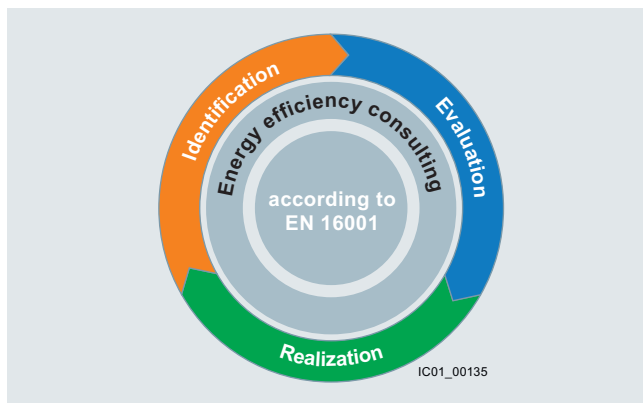 Identification
Evaluation
Energy efficiency consulting
according to
EN 16001
Realization
IC01_00135